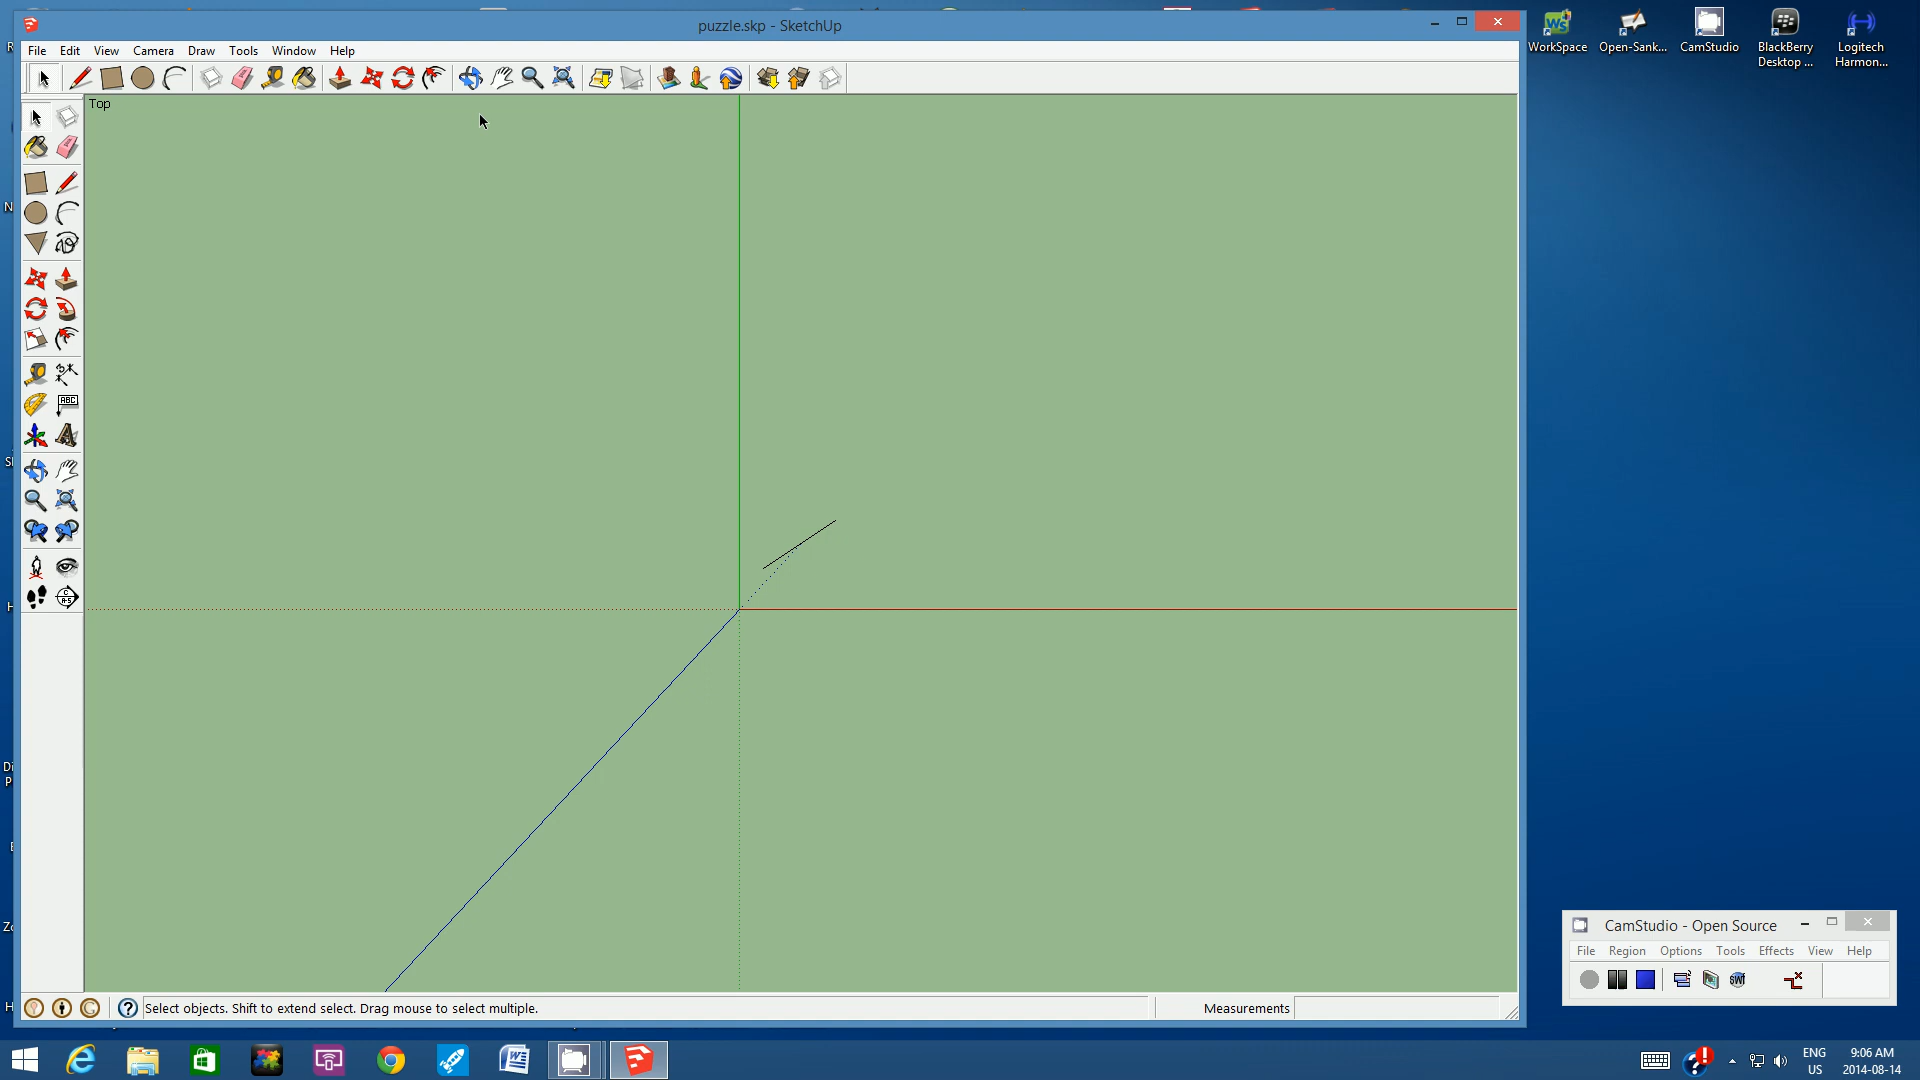 puzzle.skp - SketchUp
File Edit View Camera Draw Tools Window Help
Top
ABC
WorkSpace
Open-Sank...
CamStudio
BlackBerry
Desktop ...
Logitech
Harmon...
CamStudio - Open Source
File Region Options Tools Effects View Help
Select objects. Shift to extend select. Drag mouse to select multiple.
Measurements
ENG
US
9:06 AM
2014-08-14